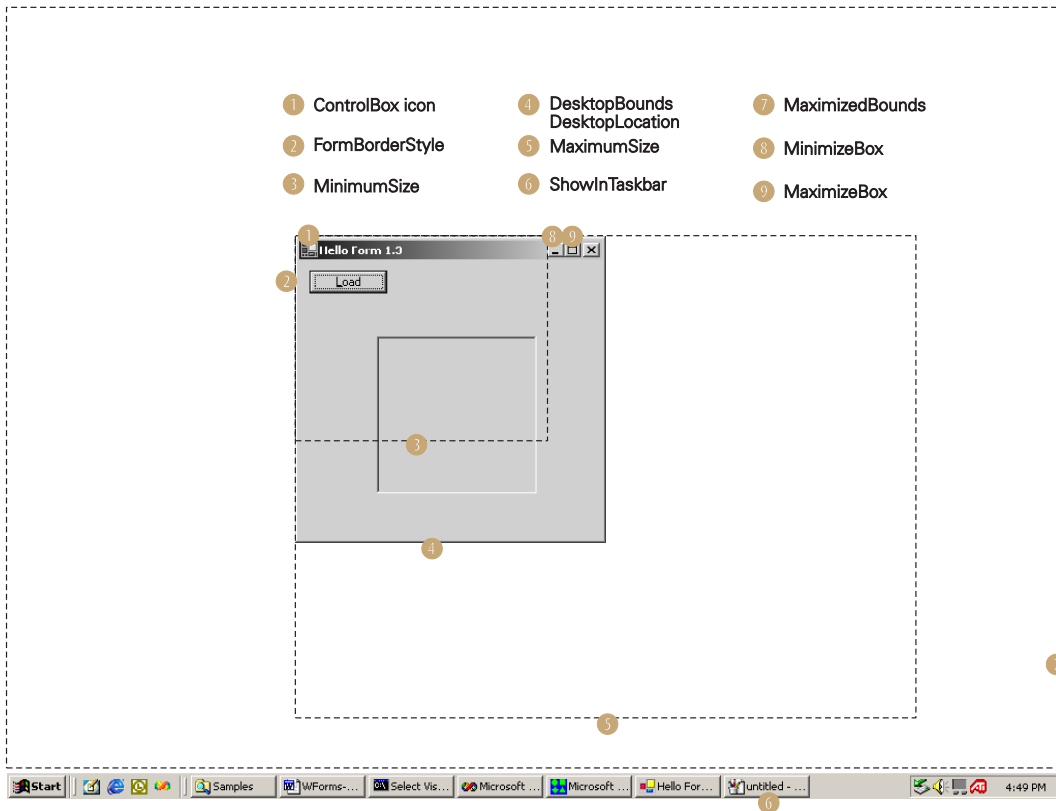 1 ControlBox icon
2 FormBorderStyle
3 MinimumSize
4 DesktopBounds
DesktopLocation
5 MaximumSize
6 ShowInTaskbar
7 MaximizedBounds
8 MinimizeBox
9 MaximizeBox
1
8 9
Hello Form 1.3
2
Load
3
4
5
Start
Samples
WForms-...
Select Vis...
Microsoft ...
Microsoft ...
Hello For...
untitled - ...
4:49 PM
6